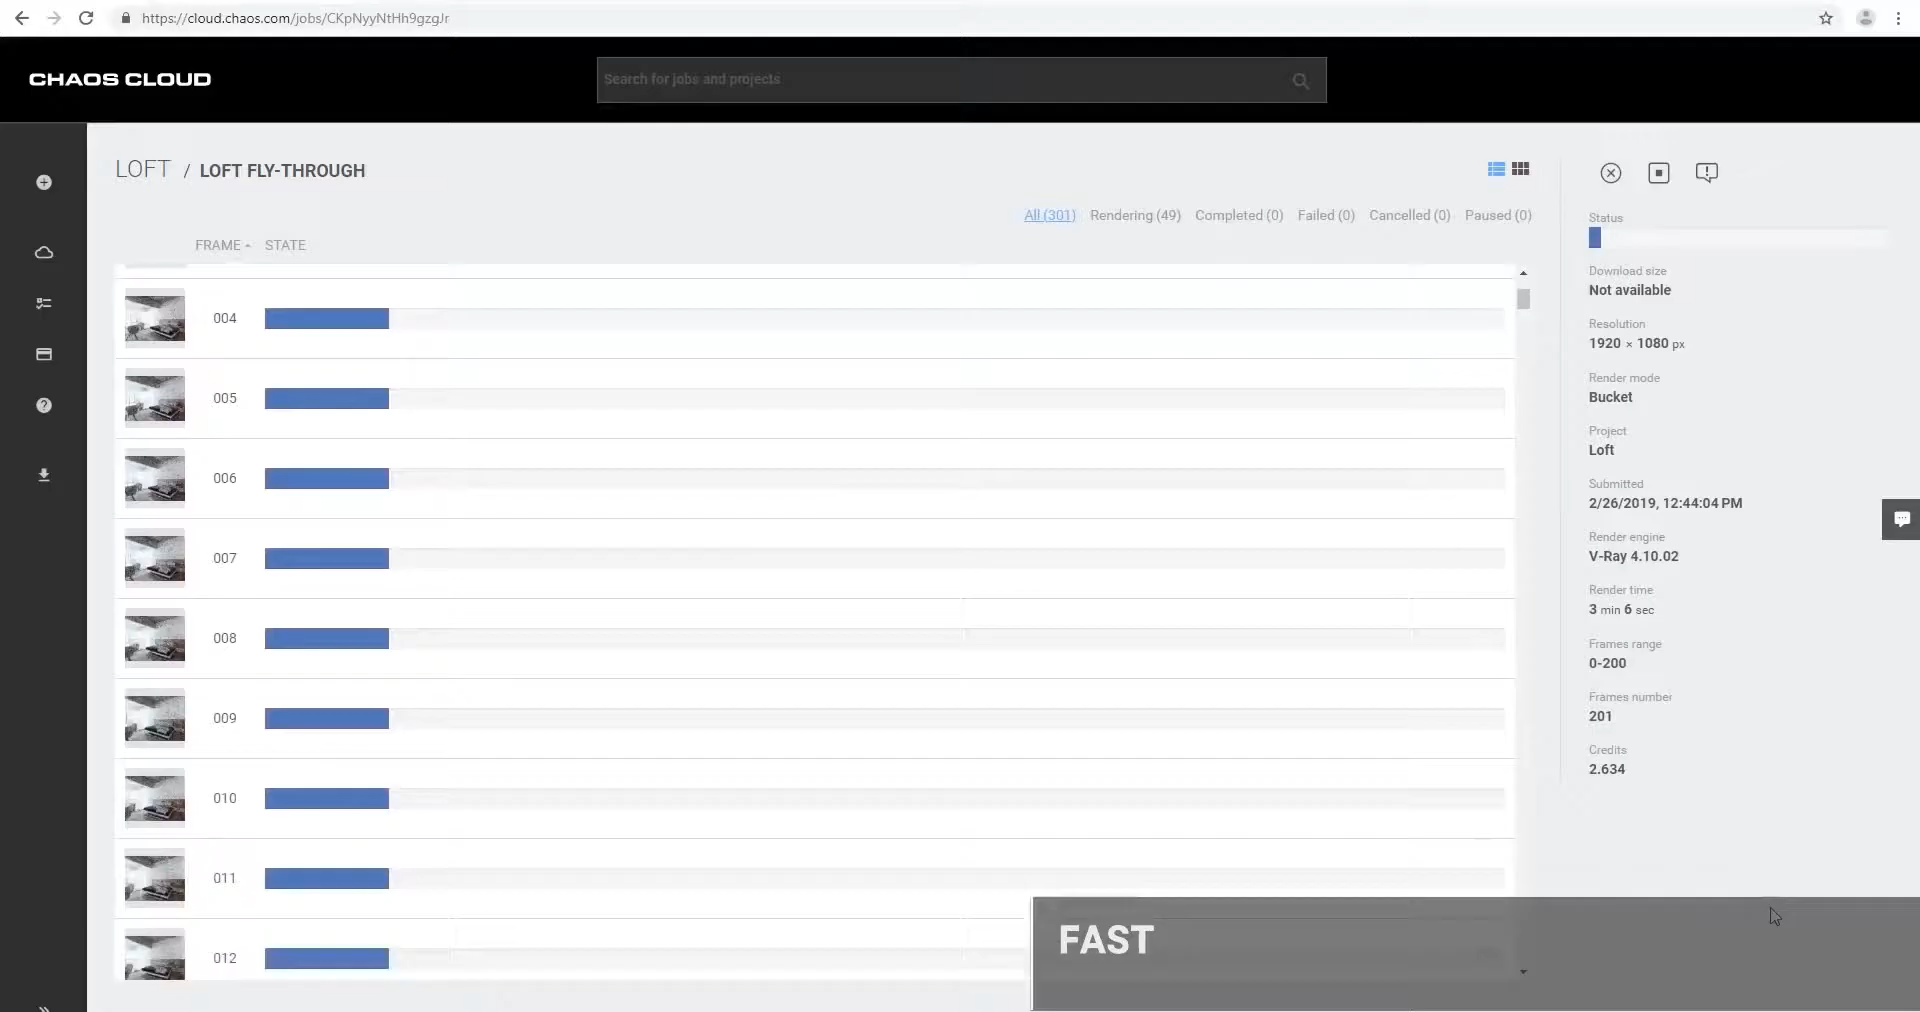 https://cloud.chaos.com/jobs/CKpNyyNtHh9gzgJr
CHAOS CLOUD
Search for jobs and projects
LOFT / LOFT FLY-THROUGH
All (301) Rendering (49) Completed (0) Failed (0) Cancelled (0) Paused (0)
FRAME STATE
004
005
006
007
008
009
010
011
012
Status
Download size
Not available
Resolution
1920 × 1080 px
Render mode
Bucket
Project
Loft
Submitted
2/26/2019, 12:44:04 PM
Render engine
V-Ray 4.10.02
Render time
3 min 6 sec
Frames range
0-200
Frames number
201
Credits
2.634
FAST